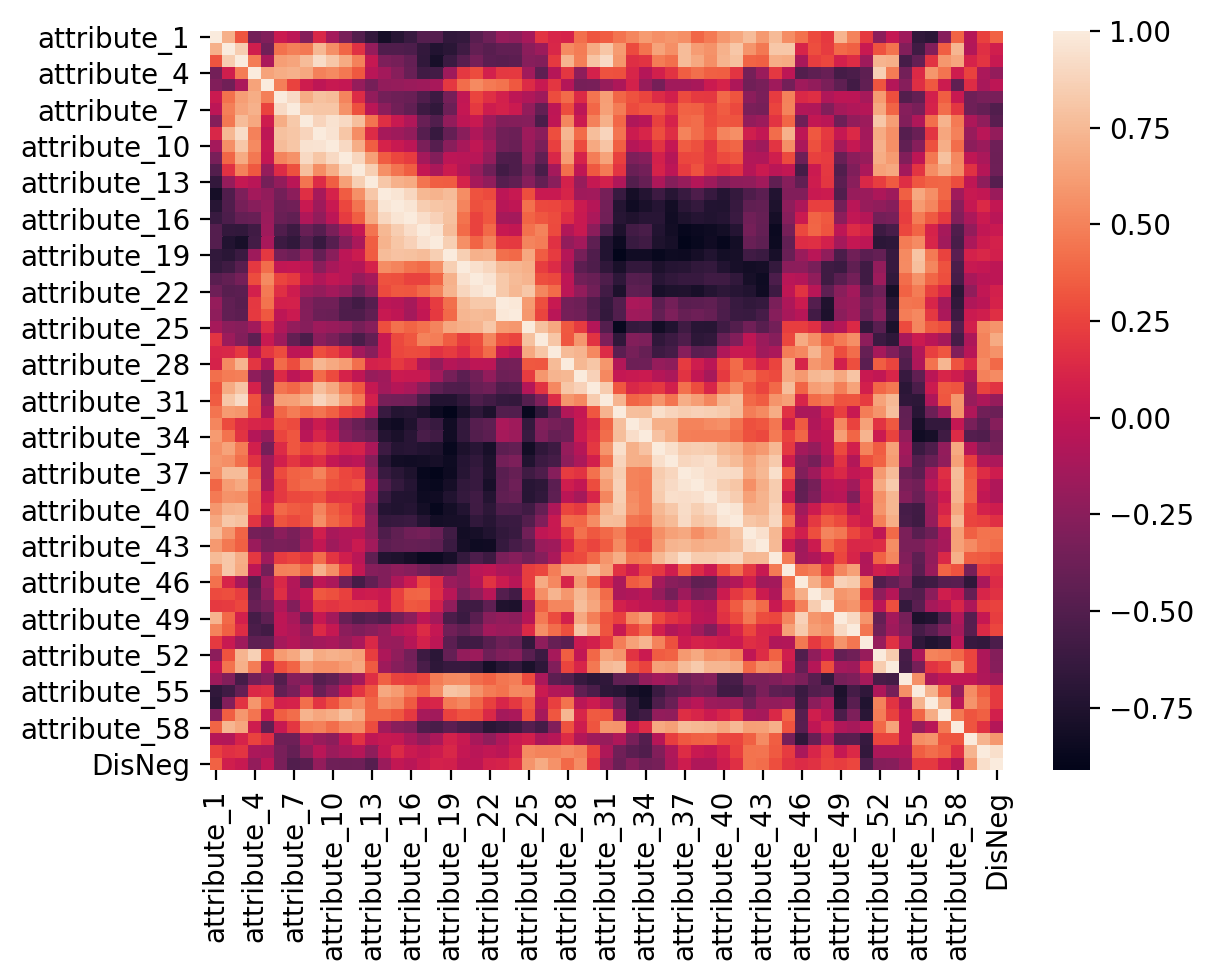 attribute_1
attribute_4
attribute_7
attribute_10
attribute_13
attribute_16
attribute_19
attribute_22
attribute_25
attribute_28
attribute_31
attribute_34
attribute_37
attribute_40
attribute_43
attribute_46
attribute_49
attribute_52
attribute_55
attribute_58
DisNeg
attribute_1
attribute_4
attribute_7
attribute_10
attribute_13
attribute_16
attribute_19
attribute_22
attribute_25
attribute_28
attribute_31
attribute_34
attribute_37
attribute_40
attribute_43
attribute_46
attribute_49
attribute_52
attribute_55
attribute_58
DisNeg
1.00
0.75
0.50
0.25
0.00
−0.25
−0.50
−0.75